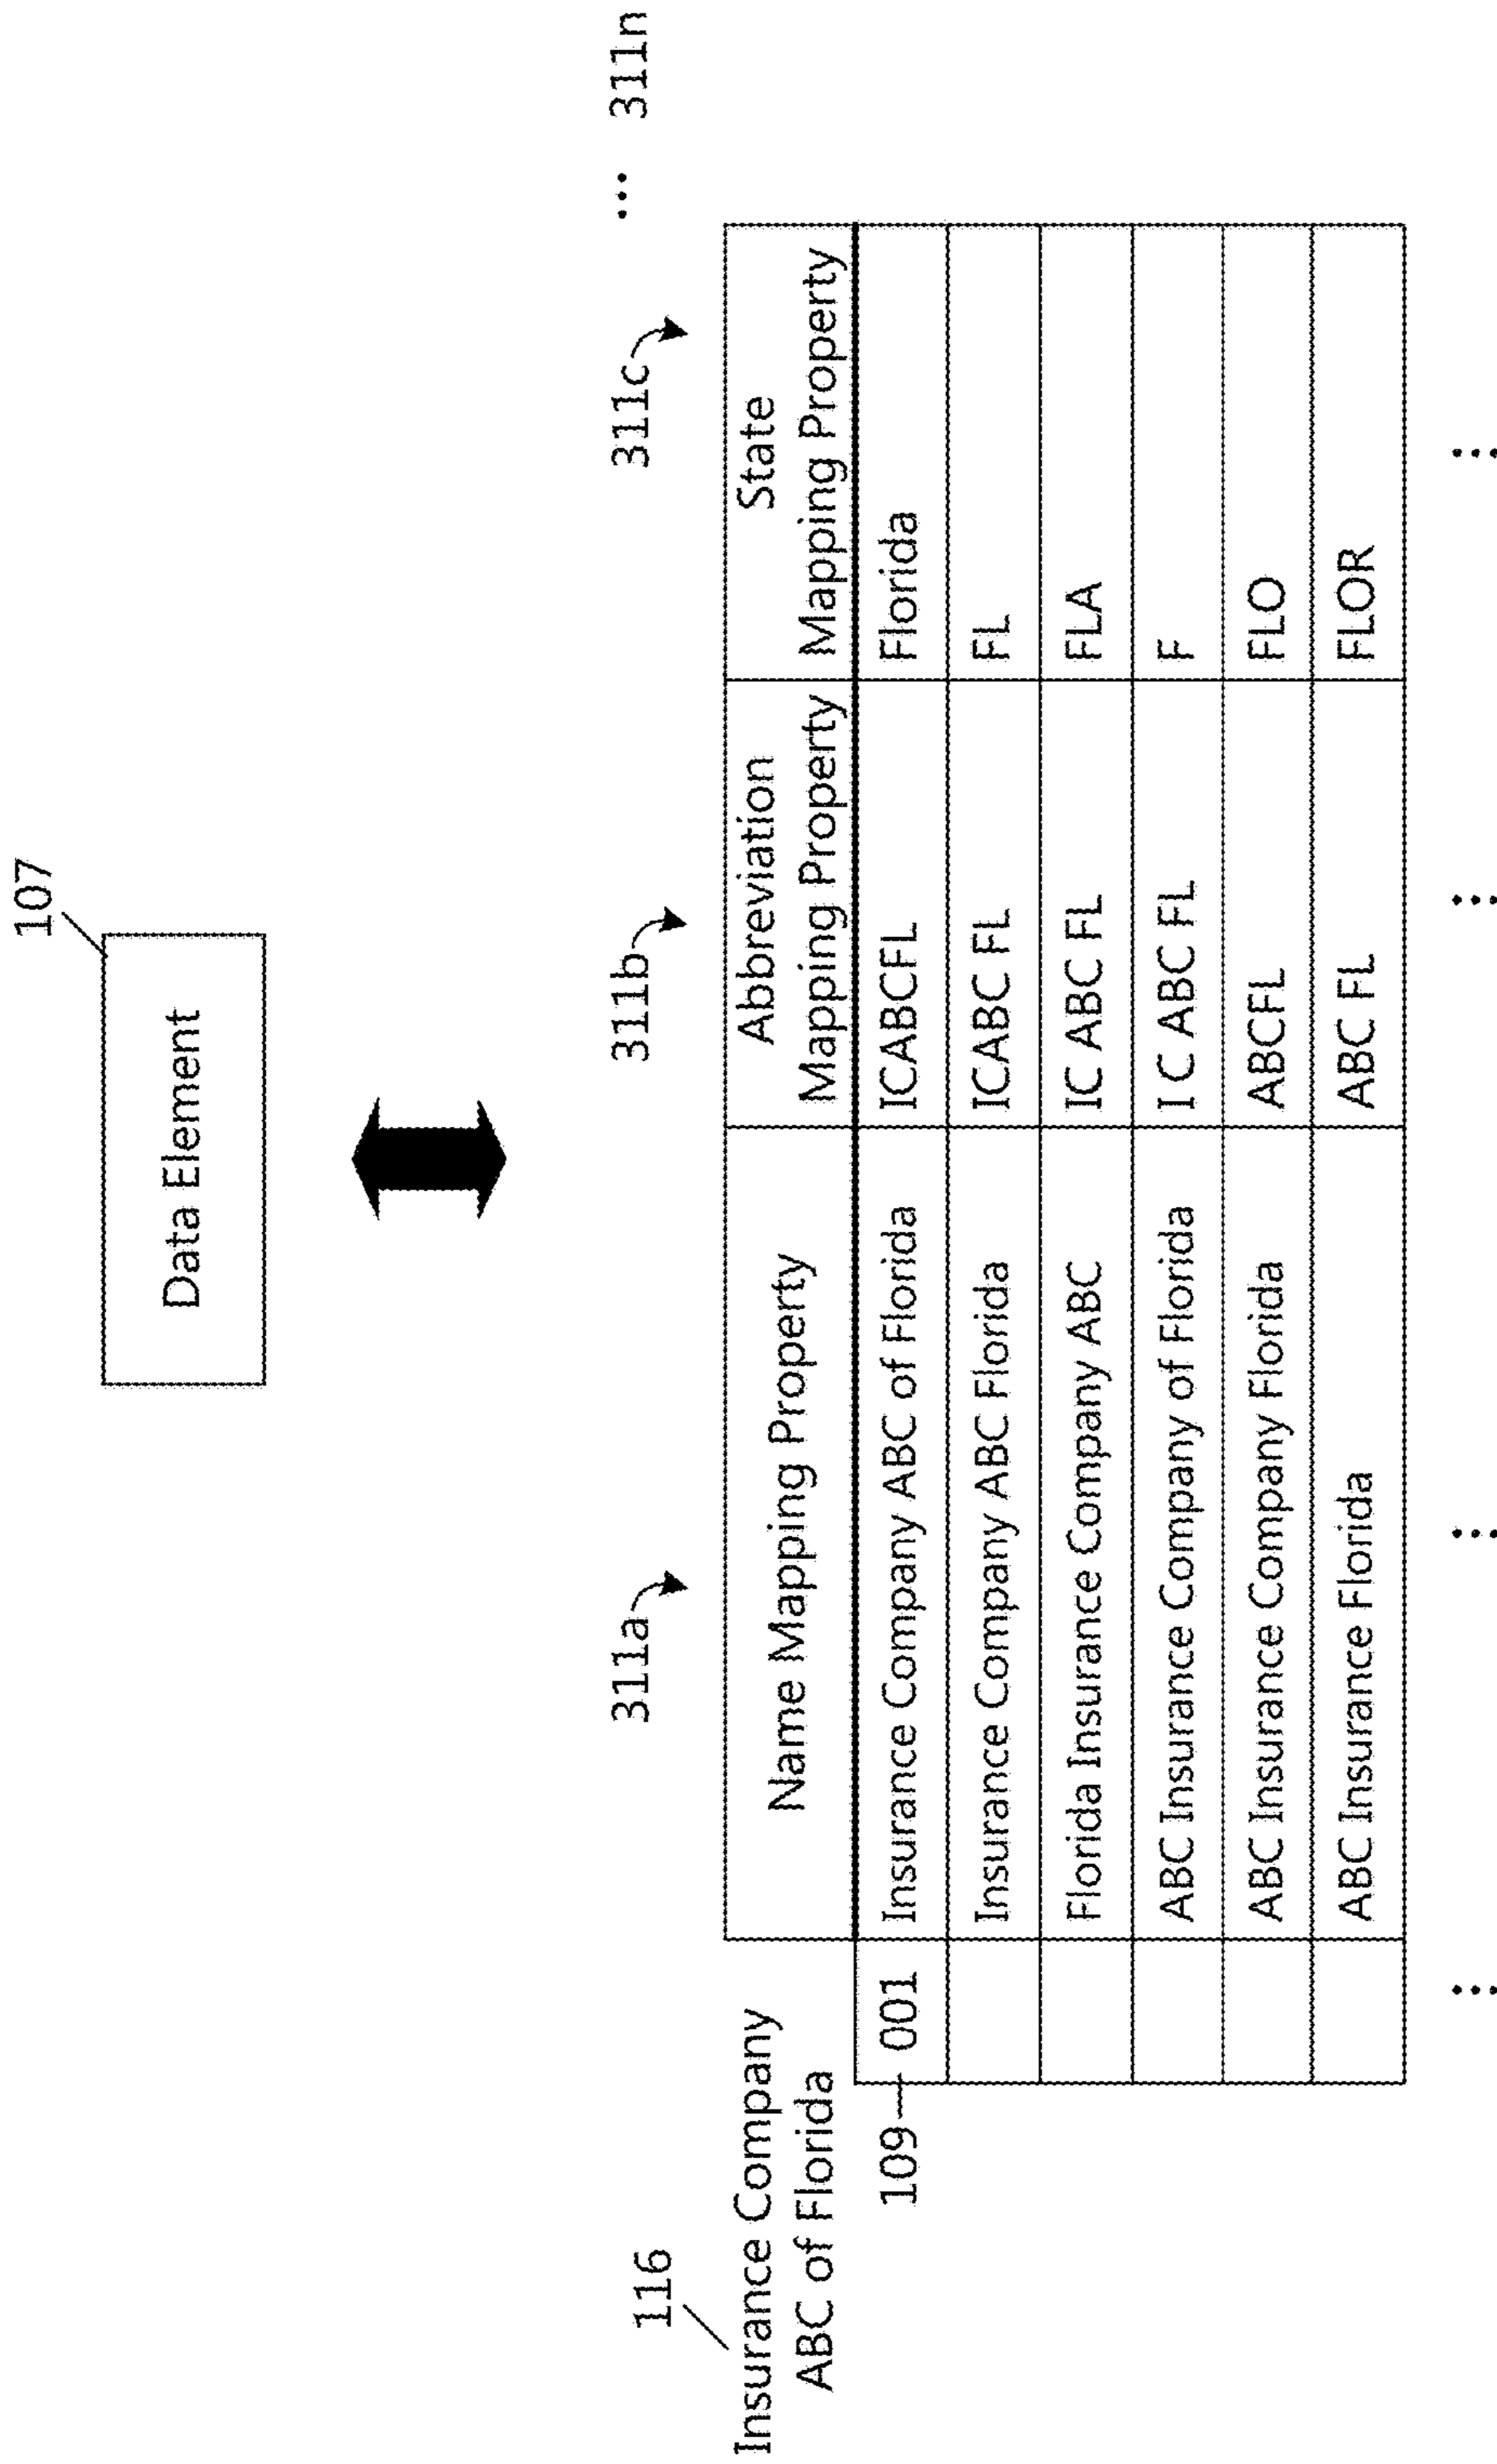 107
Data Element
311a
311b
311c
... 311n
116
Insurance Company
ABC of Florida
Name Mapping Property
Abbreviation
Mapping Property
State
Mapping Property
109
001
Insurance Company ABC of Florida
ICABCFL
Florida
Insurance Company ABC Florida
ICABC FL
FL
Florida Insurance Company ABC
IC ABC FL
FLA
ABC Insurance Company of Florida
I C ABC FL
F
ABC Insurance Company Florida
ABCFL
FLO
ABC Insurance Florida
ABC FL
FLOR